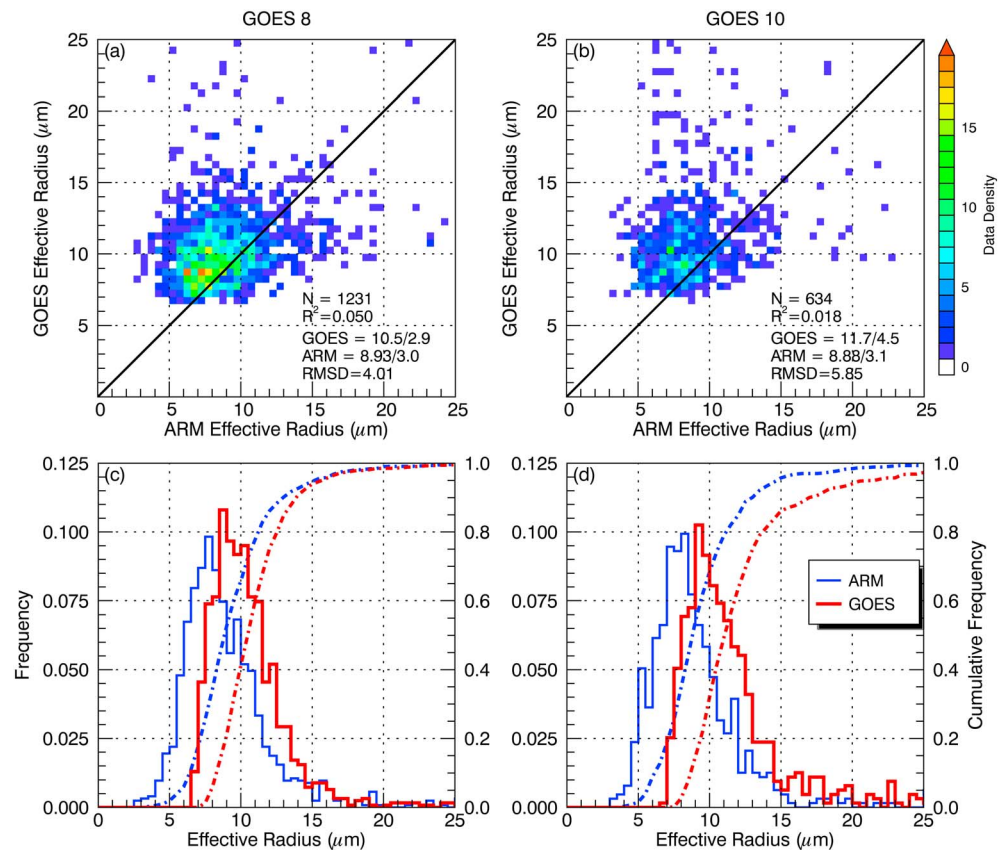 GOES 8
GOES 10
(a)
25
20
15
10
5
GOES Effective Radius (μm)
N = 1231
R²=0.050
GOES = 10.5/2.9
ARM = 8.93/3.0
RMSD=4.01
0 5 10 15 20 25
ARM Effective Radius (μm)
(b)
25
20
15
10
5
GOES Effective Radius (μm)
N = 634
R²=0.018
GOES = 11.7/4.5
ARM = 8.88/3.1
RMSD=5.85
0 5 10 15 20 25
ARM Effective Radius (μm)
15
10
5
0
Data Density
(c)
0.125
0.100
0.075
0.050
0.025
0.000
Frequency
1.0
0.8
0.6
0.4
0.2
0.0
0 5 10 15 20 25
Effective Radius (μm)
(d)
0.125
0.100
0.075
0.050
0.025
0.000
ARM
GOES
1.0
0.8
0.6
0.4
0.2
0.0
Cumulative Frequency
0 5 10 15 20 25
Effective Radius (μm)